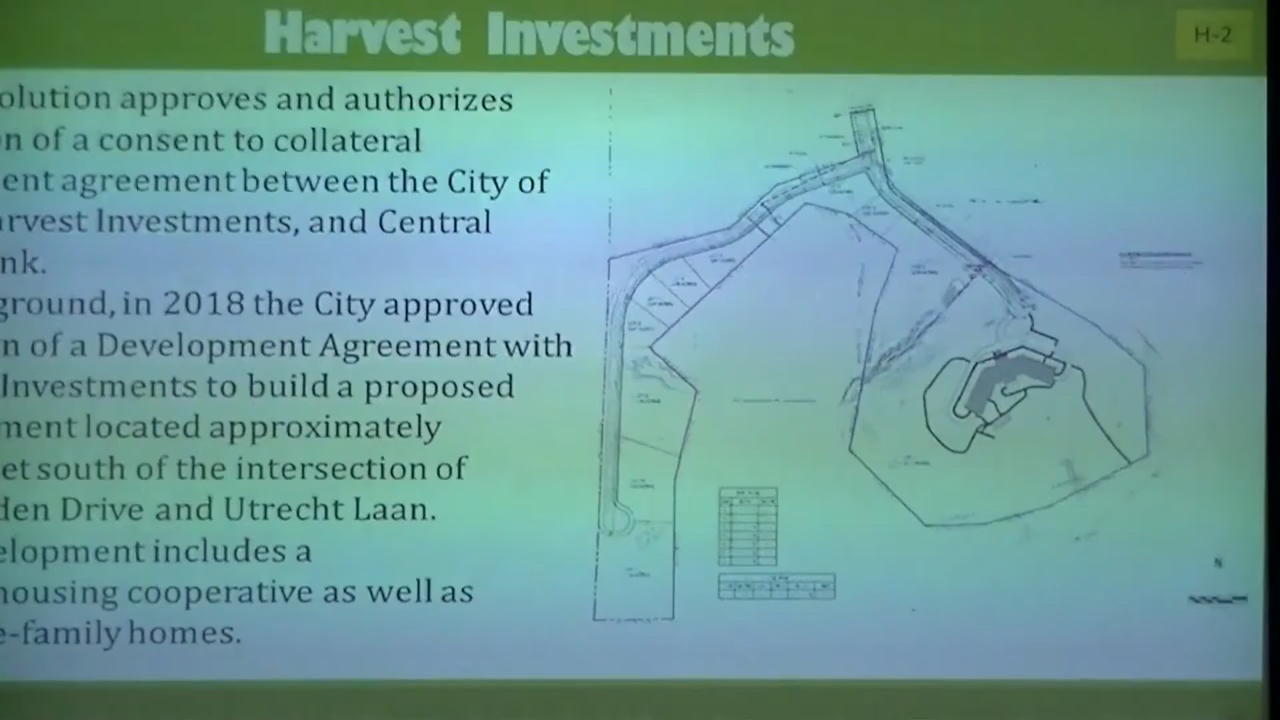 Harvest Investments
H-2
olution approves and authorizes
n of a consent to collateral
ent agreement between the City of
rvest Investments, and Central
nk.
ground, in 2018 the City approved
n of a Development Agreement with
Investments to build a proposed
ment located approximately
et south of the intersection of
den Drive and Utrecht Laan.
elopment includes a
housing cooperative as well as
e-family homes.
N